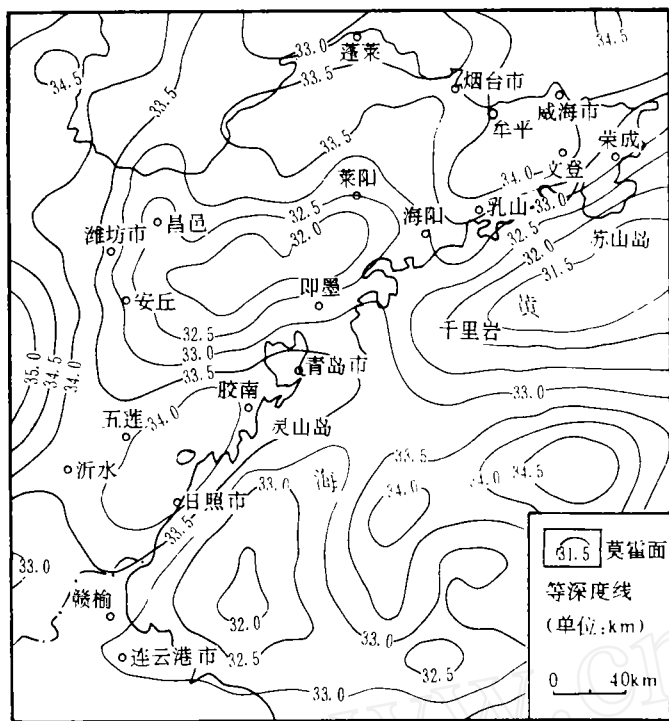 33.0
蓬莱
34.5
33.5
33.5
34.5
烟台市
威海市
牟平
荣成
33.5
34.0
文登
莱阳
32.5
乳山
33.0
昌邑
海阳
32.5
32.0
潍坊市
32.0
苏山岛
31.5
即墨
黄
安丘
千里岩
32.5
35.0
34.5
34.0
33.0
33.5
青岛市
33.0
胶南
34.0
五莲
灵山岛
33.5
沂水
33.0
海
34.5
34.0
34.0
日照市
33.5
33.0
31.5 莫霍面
等深度线
赣榆
32.0
(单位:km)
33.0
连云港市
32.5
32.5
0 40km
33.0